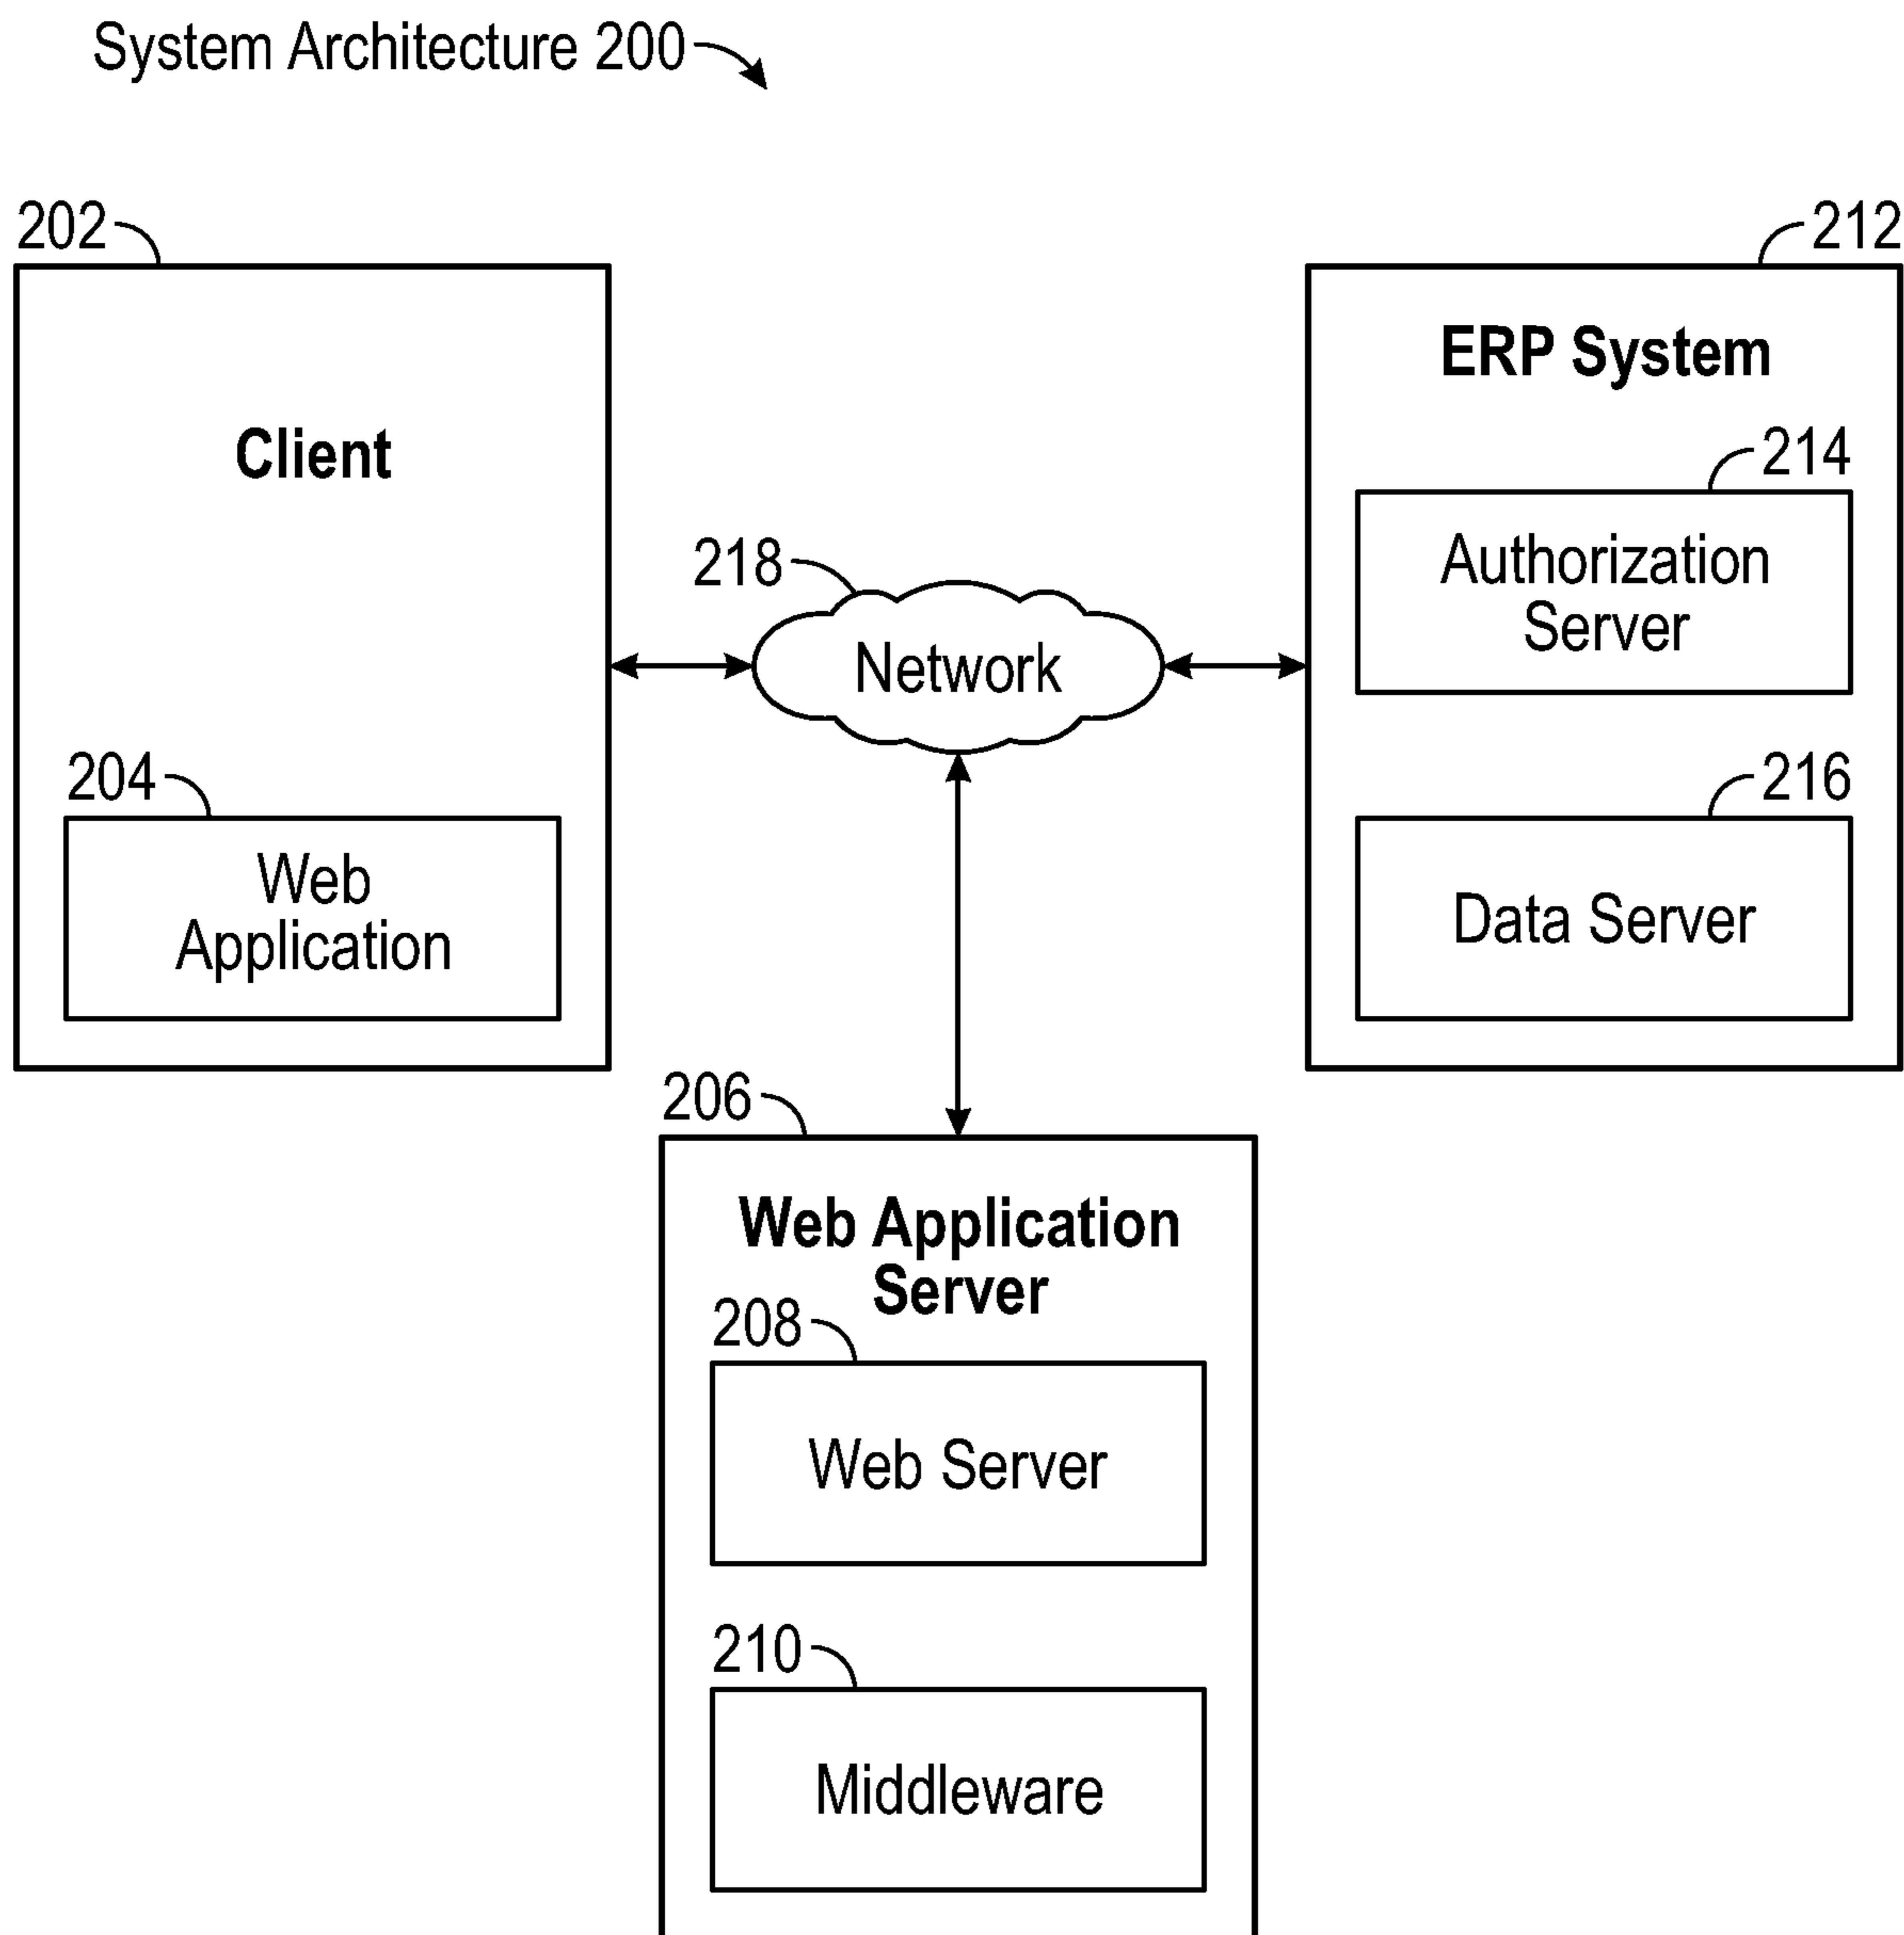 System Architecture 200
202
Client
204
Web
Application
218
Network
212
ERP System
214
Authorization
Server
216
Data Server
206
Web Application
Server
208
Web Server
210
Middleware